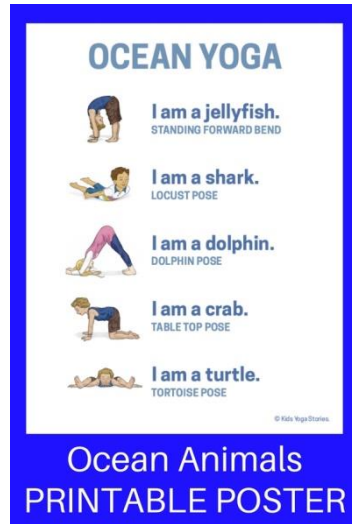 OCEAN YOGA
I am a jellyfish.
STANDING FORWARD BEND
I am a shark.
LOCUST POSE
I am a dolphin.
DOLPHIN POSE
I am a crab.
TABLE TOP POSE
I am a turtle.
TORTOISE POSE
© Kids Yoga Stories.
Ocean Animals
PRINTABLE POSTER